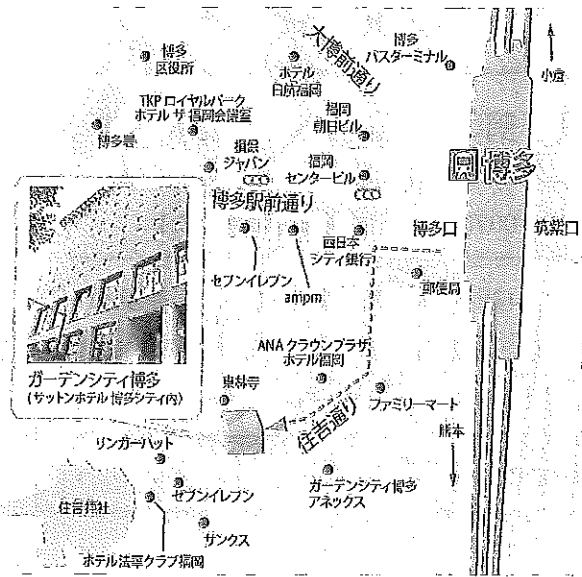 博多
区役所
ホテル
日航福岡
大博前通り
博多
バスターミナル
小倉
TKP ロイヤルパーク
ホテル ザ 福岡会議室
福岡
朝日ビル
博多署
損保
ジャパン
福岡
センタービル
博多
博多駅前通り
博多口
筑紫口
セブンイレブン
ampm
西日本
シティ銀行
郵便局
ANA クラウンプラザ
ホテル福岡
ガーデンシティ博多
(サットンホテル 博多シティ内)
東林寺
ファミリーマート
住吉通り
熊本
リンガーハット
セブンイレブン
ガーデンシティ博多
アネックス
住吉神社
サンクス
ホテル法華クラブ福岡